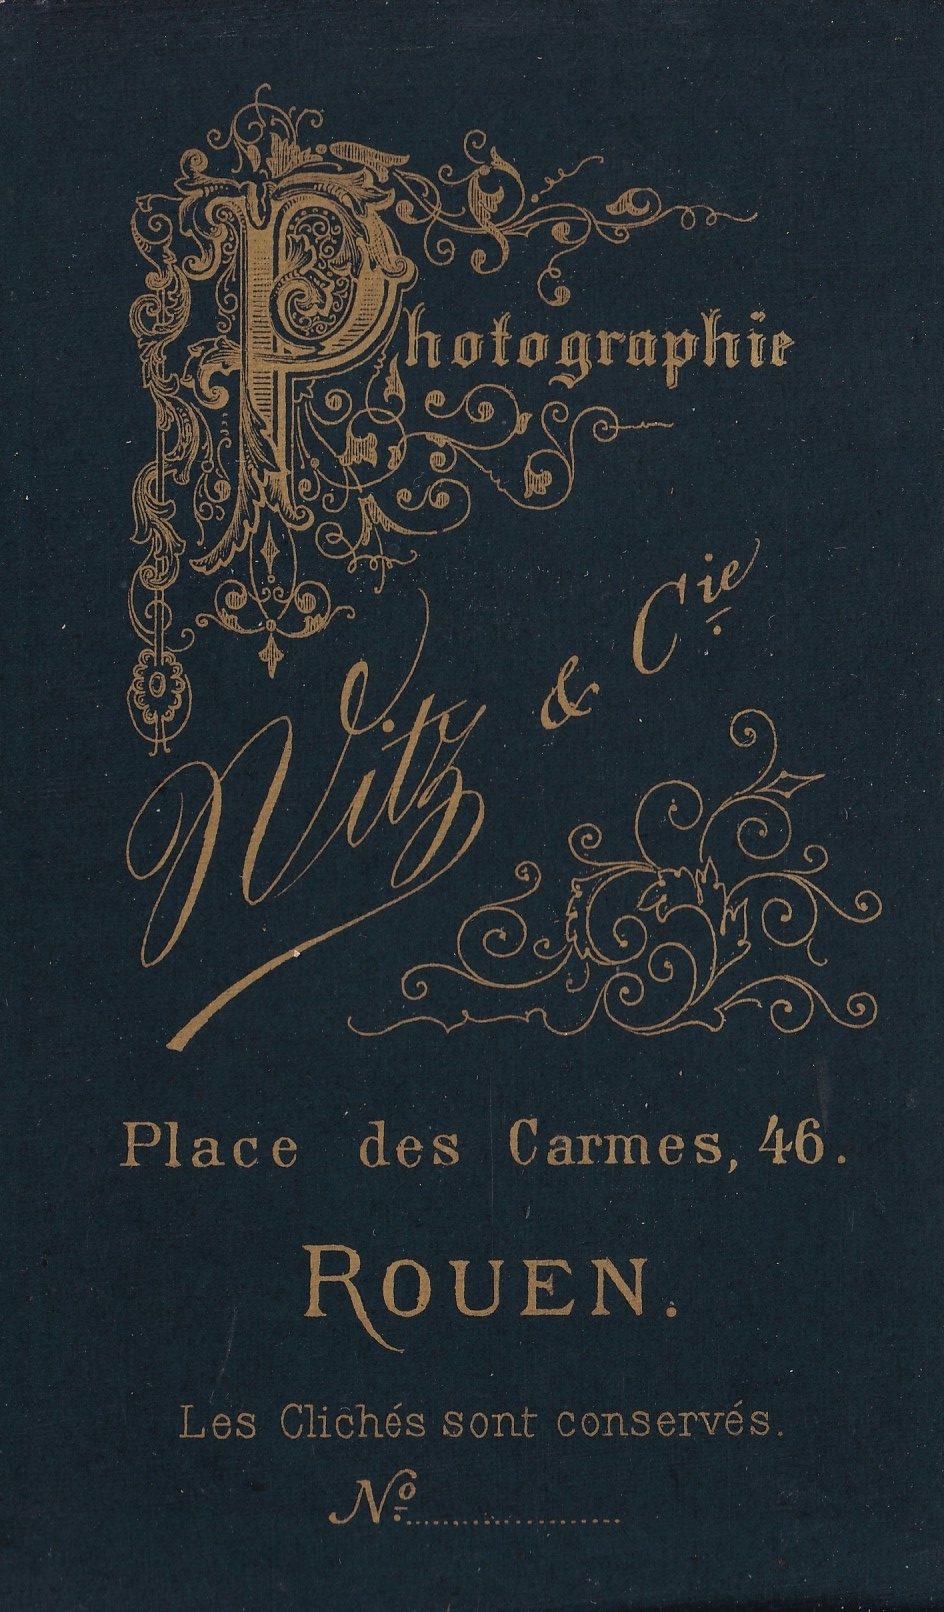 Photographie
Witz & Cie
Place des Carmes, 46.
ROUEN.
Les Clichés sont conservés.
Nº....................